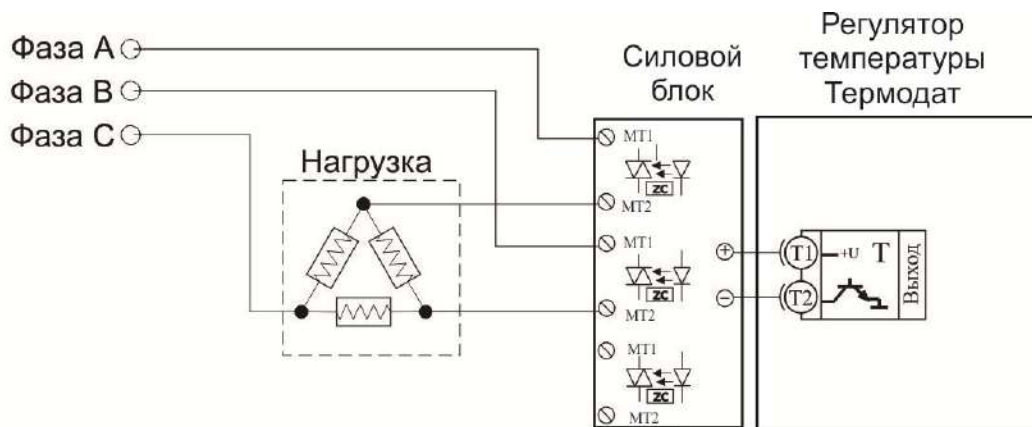 Фаза A
Фаза B
Фаза C
Нагрузка
Силовой
блок
Регулятор
температуры
Термодат
MT1
ZC
MT2
MT1
ZC
MT2
MT1
ZC
MT2
+
−
T1
T2
+U
T
Выход